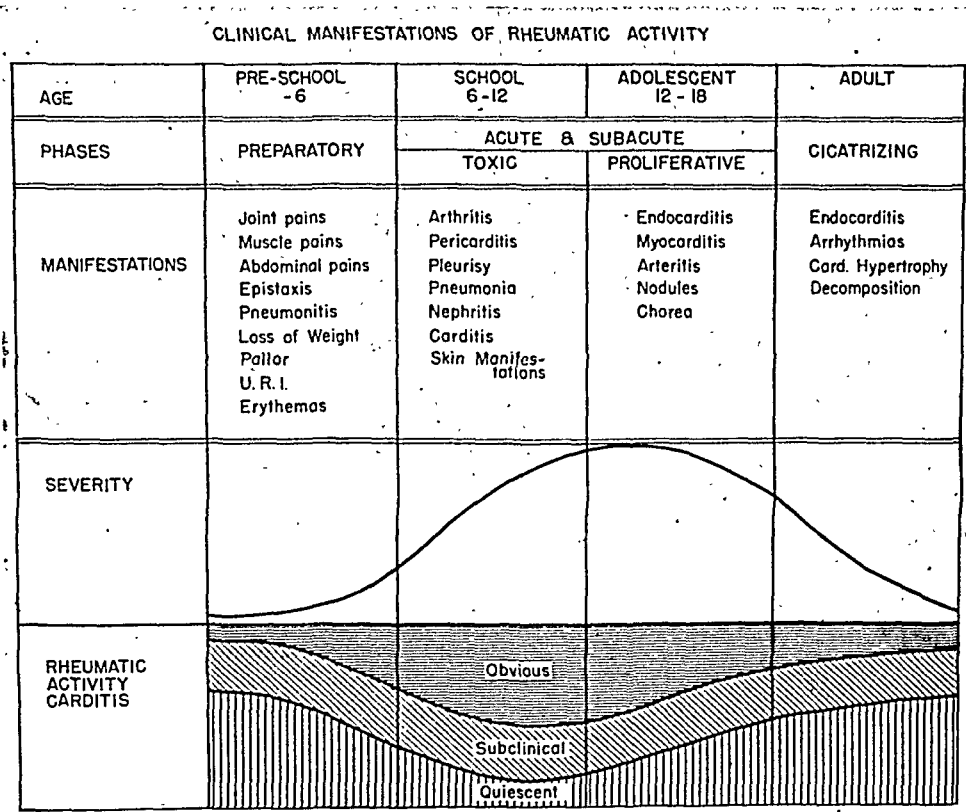 CLINICAL MANIFESTATIONS OF RHEUMATIC ACTIVITY
AGE
PRE-SCHOOL
-6
SCHOOL
6-12
ADOLESCENT
12-18
ADULT
PHASES
PREPARATORY
ACUTE & SUBACUTE
TOXIC
PROLIFERATIVE
CICATRIZING
MANIFESTATIONS
Joint pains
Muscle pains
Abdominal pains
Epistaxis
Pneumonitis
Loss of Weight
Pallor
U.R.I.
Erythemas
Arthritis
Pericarditis
Pleurisy
Pneumonia
Nephritis
Carditis
Skin Manifes-
tations
Endocarditis
Myocarditis
Arteritis
Nodules
Chorea
Endocarditis
Arrhythmias
Card. Hypertrophy
Decomposition
SEVERITY
RHEUMATIC
ACTIVITY
CARDITIS
Obvious
Subclinical
Quiescent